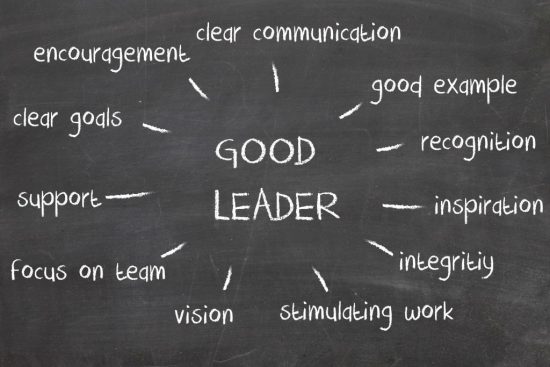 clear communication
encouragement
good example
clear goals
recognition
GOOD
LEADER
support
inspiration
focus on team
integritiy
vision
stimulating work